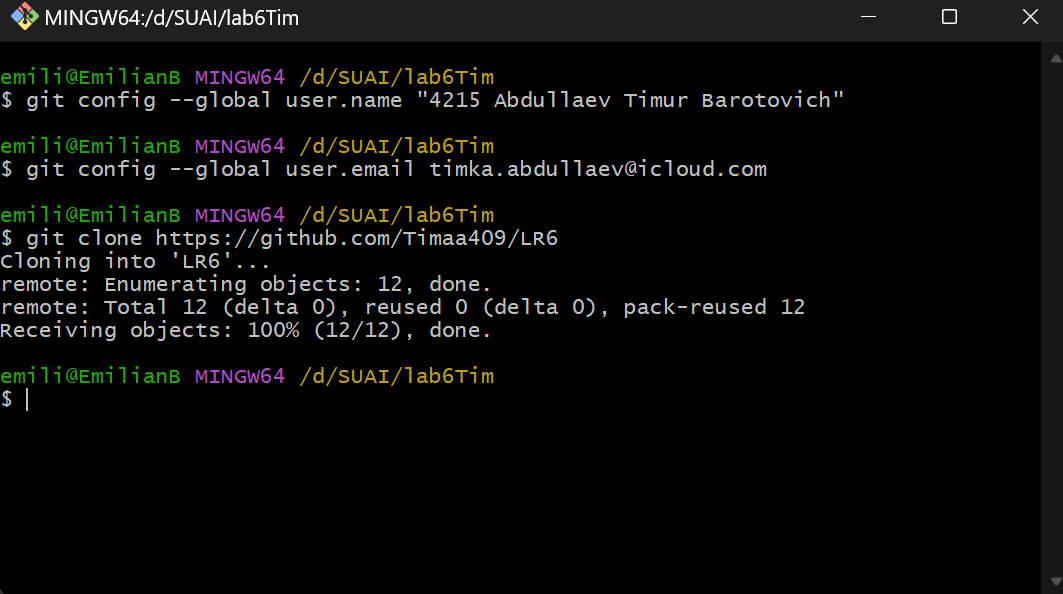 MINGW64:/d/SUAI/lab6Tim
emili@EmilianB MINGW64 /d/SUAI/lab6Tim
$ git config --global user.name "4215 Abdullaev Timur Barotovich"
emili@EmilianB MINGW64 /d/SUAI/lab6Tim
$ git config --global user.email timka.abdullaev@icloud.com
emili@EmilianB MINGW64 /d/SUAI/lab6Tim
$ git clone https://github.com/Timaa409/LR6
Cloning into 'LR6'...
remote: Enumerating objects: 12, done.
remote: Total 12 (delta 0), reused 0 (delta 0), pack-reused 12
Receiving objects: 100% (12/12), done.
emili@EmilianB MINGW64 /d/SUAI/lab6Tim
$